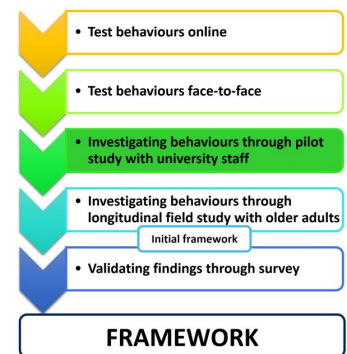 • Test behaviours online
• Test behaviours face-to-face
• Investigating behaviours through pilot
study with university staff
• Investigating behaviours through
longitudinal field study with older adults
Initial framework
• Validating findings through survey
FRAMEWORK